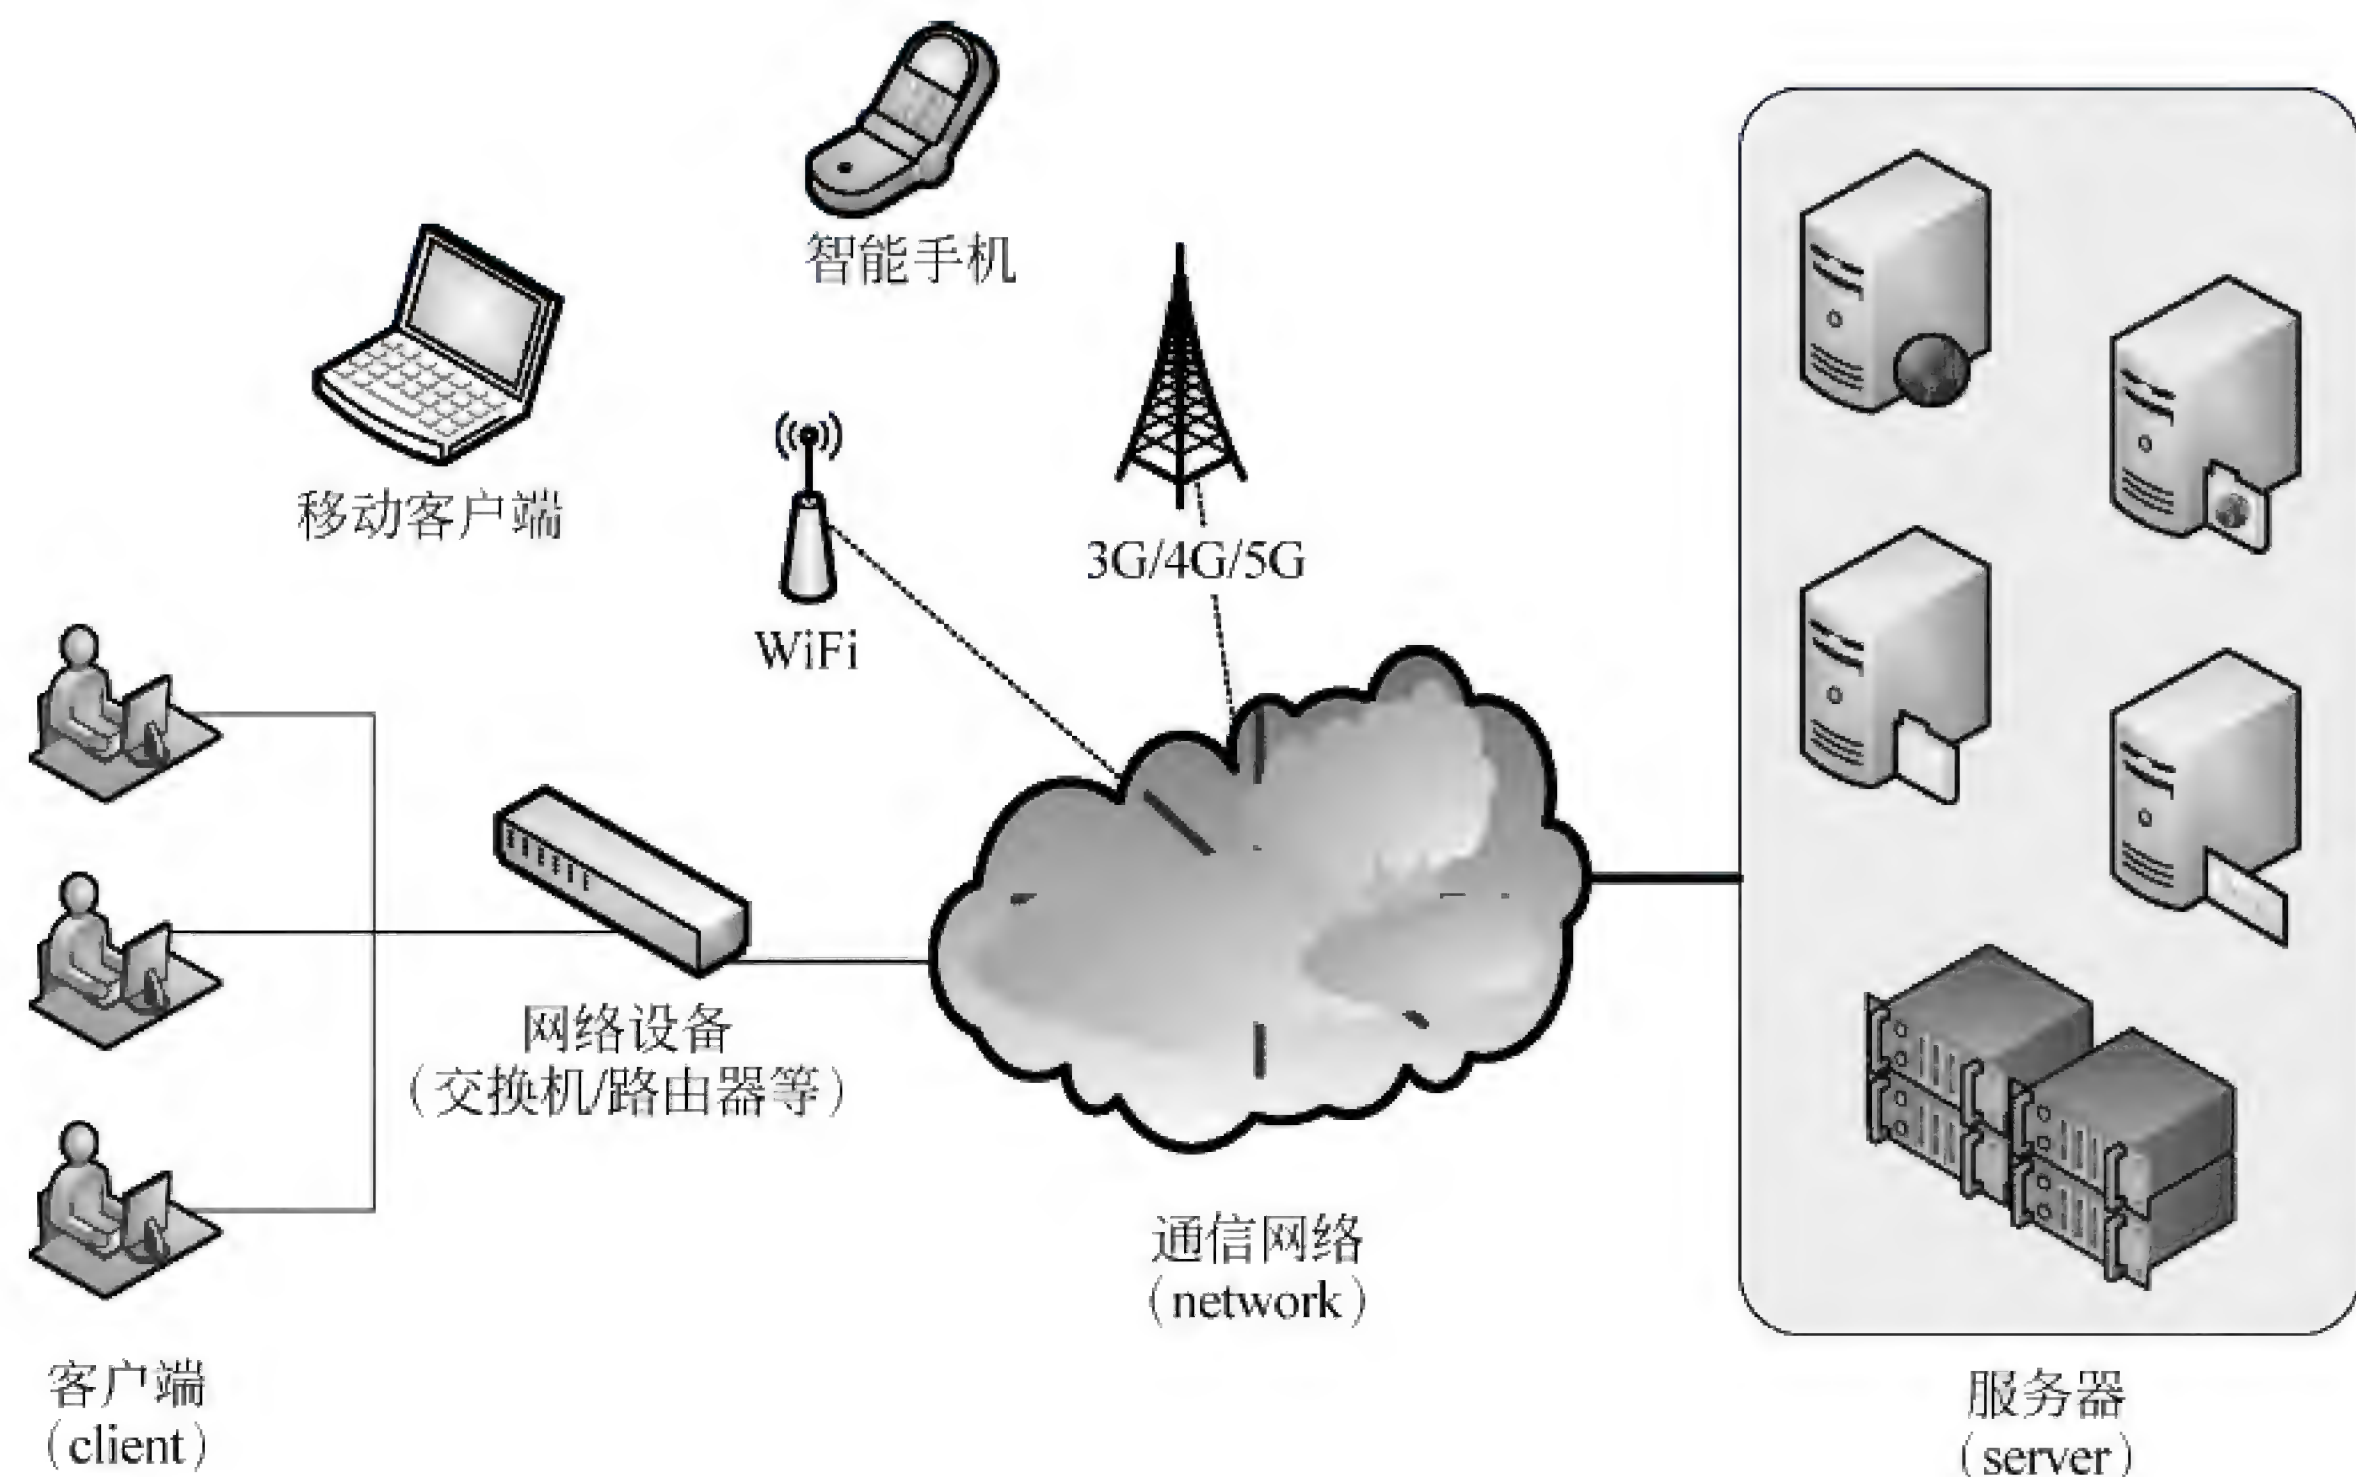 智能手机
移动客户端
3G/4G/5G
WiFi
网络设备
（交换机/路由器等）
通信网络
（network）
客户端
（client）
服务器
（server）